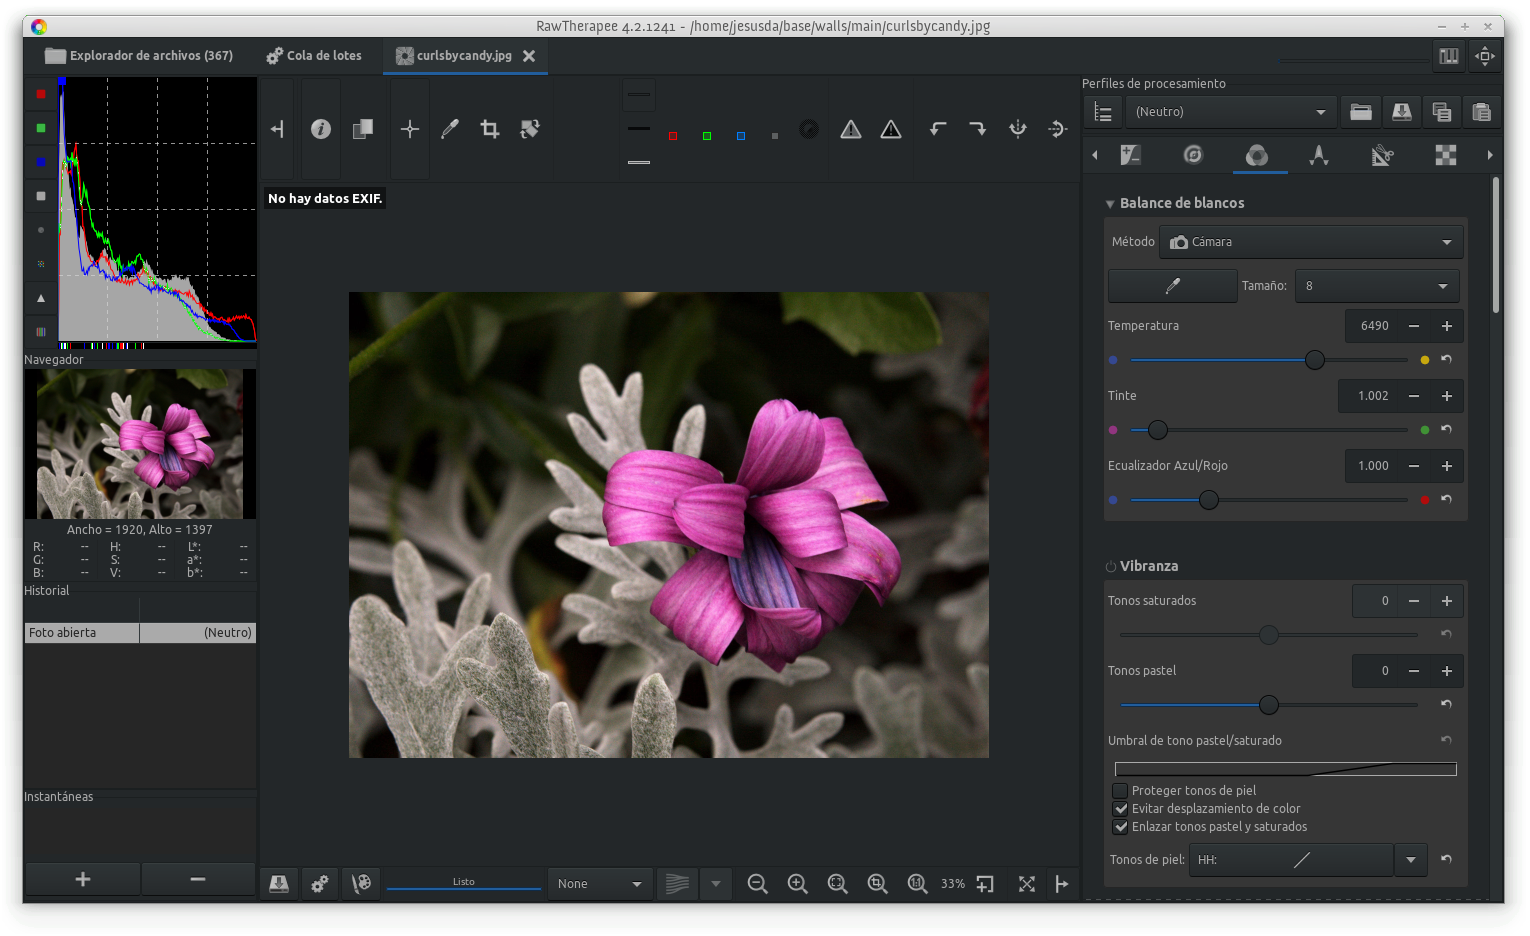 RawTherapee 4.2.1241 - /home/jesusda/base/walls/main/curlsbycandy.jpg
Explorador de archivos (367)
Cola de lotes
curlsbycandy.jpg
Perfiles de procesamiento
(Neutro)
No hay datos EXIF.
Balance de blancos
Método
Cámara
Tamaño:
8
Temperatura
6490
Tinte
1.002
Ecualizador Azul/Rojo
1.000
Navegador
Ancho = 1920, Alto = 1397
R: -- H: -- L*: --
G: -- S: -- a*: --
B: -- V: -- b*: --
Historial
Foto abierta (Neutro)
Vibranza
Tonos saturados
0
Tonos pastel
0
Umbral de tono pastel/saturado
Proteger tonos de piel
Evitar desplazamiento de color
Enlazar tonos pastel y saturados
Tonos de piel:
HH:
Instantáneas
Listo
None
1:1
33%